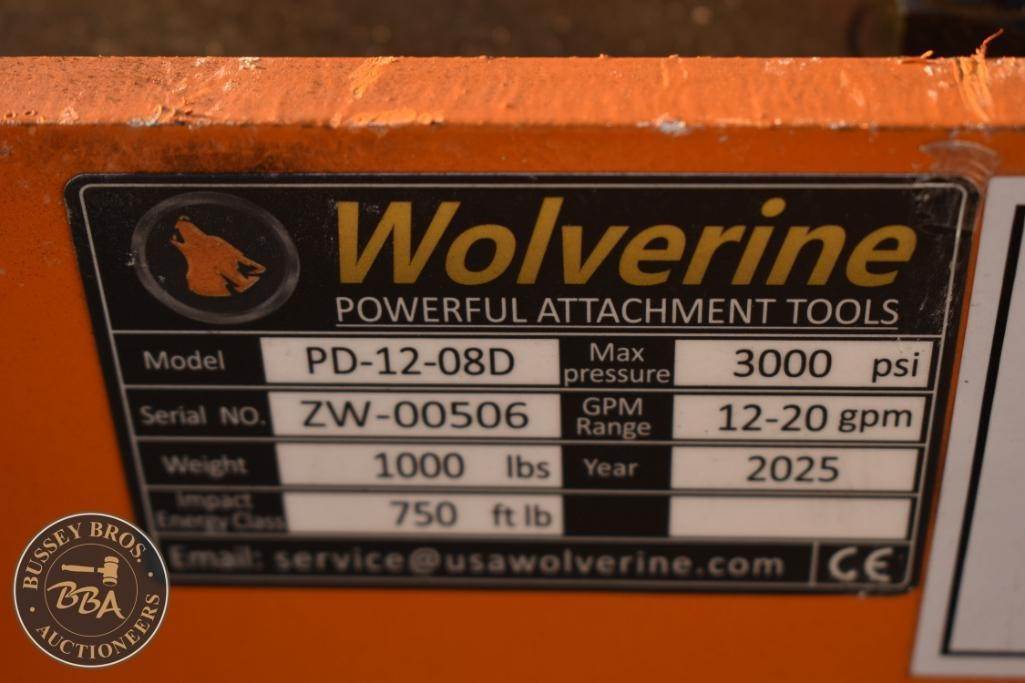 Wolverine
POWERFUL ATTACHMENT TOOLS
Model PD-12-08D Max pressure 3000 psi
Serial NO. ZW-00506 GPM Range 12-20 gpm
Weight 1000 lbs Year 2025
Impact Energy Class 750 ft lb
Email: service@usawolverine.com CE
BUSSEY BROS.
BBA
AUCTIONEERS